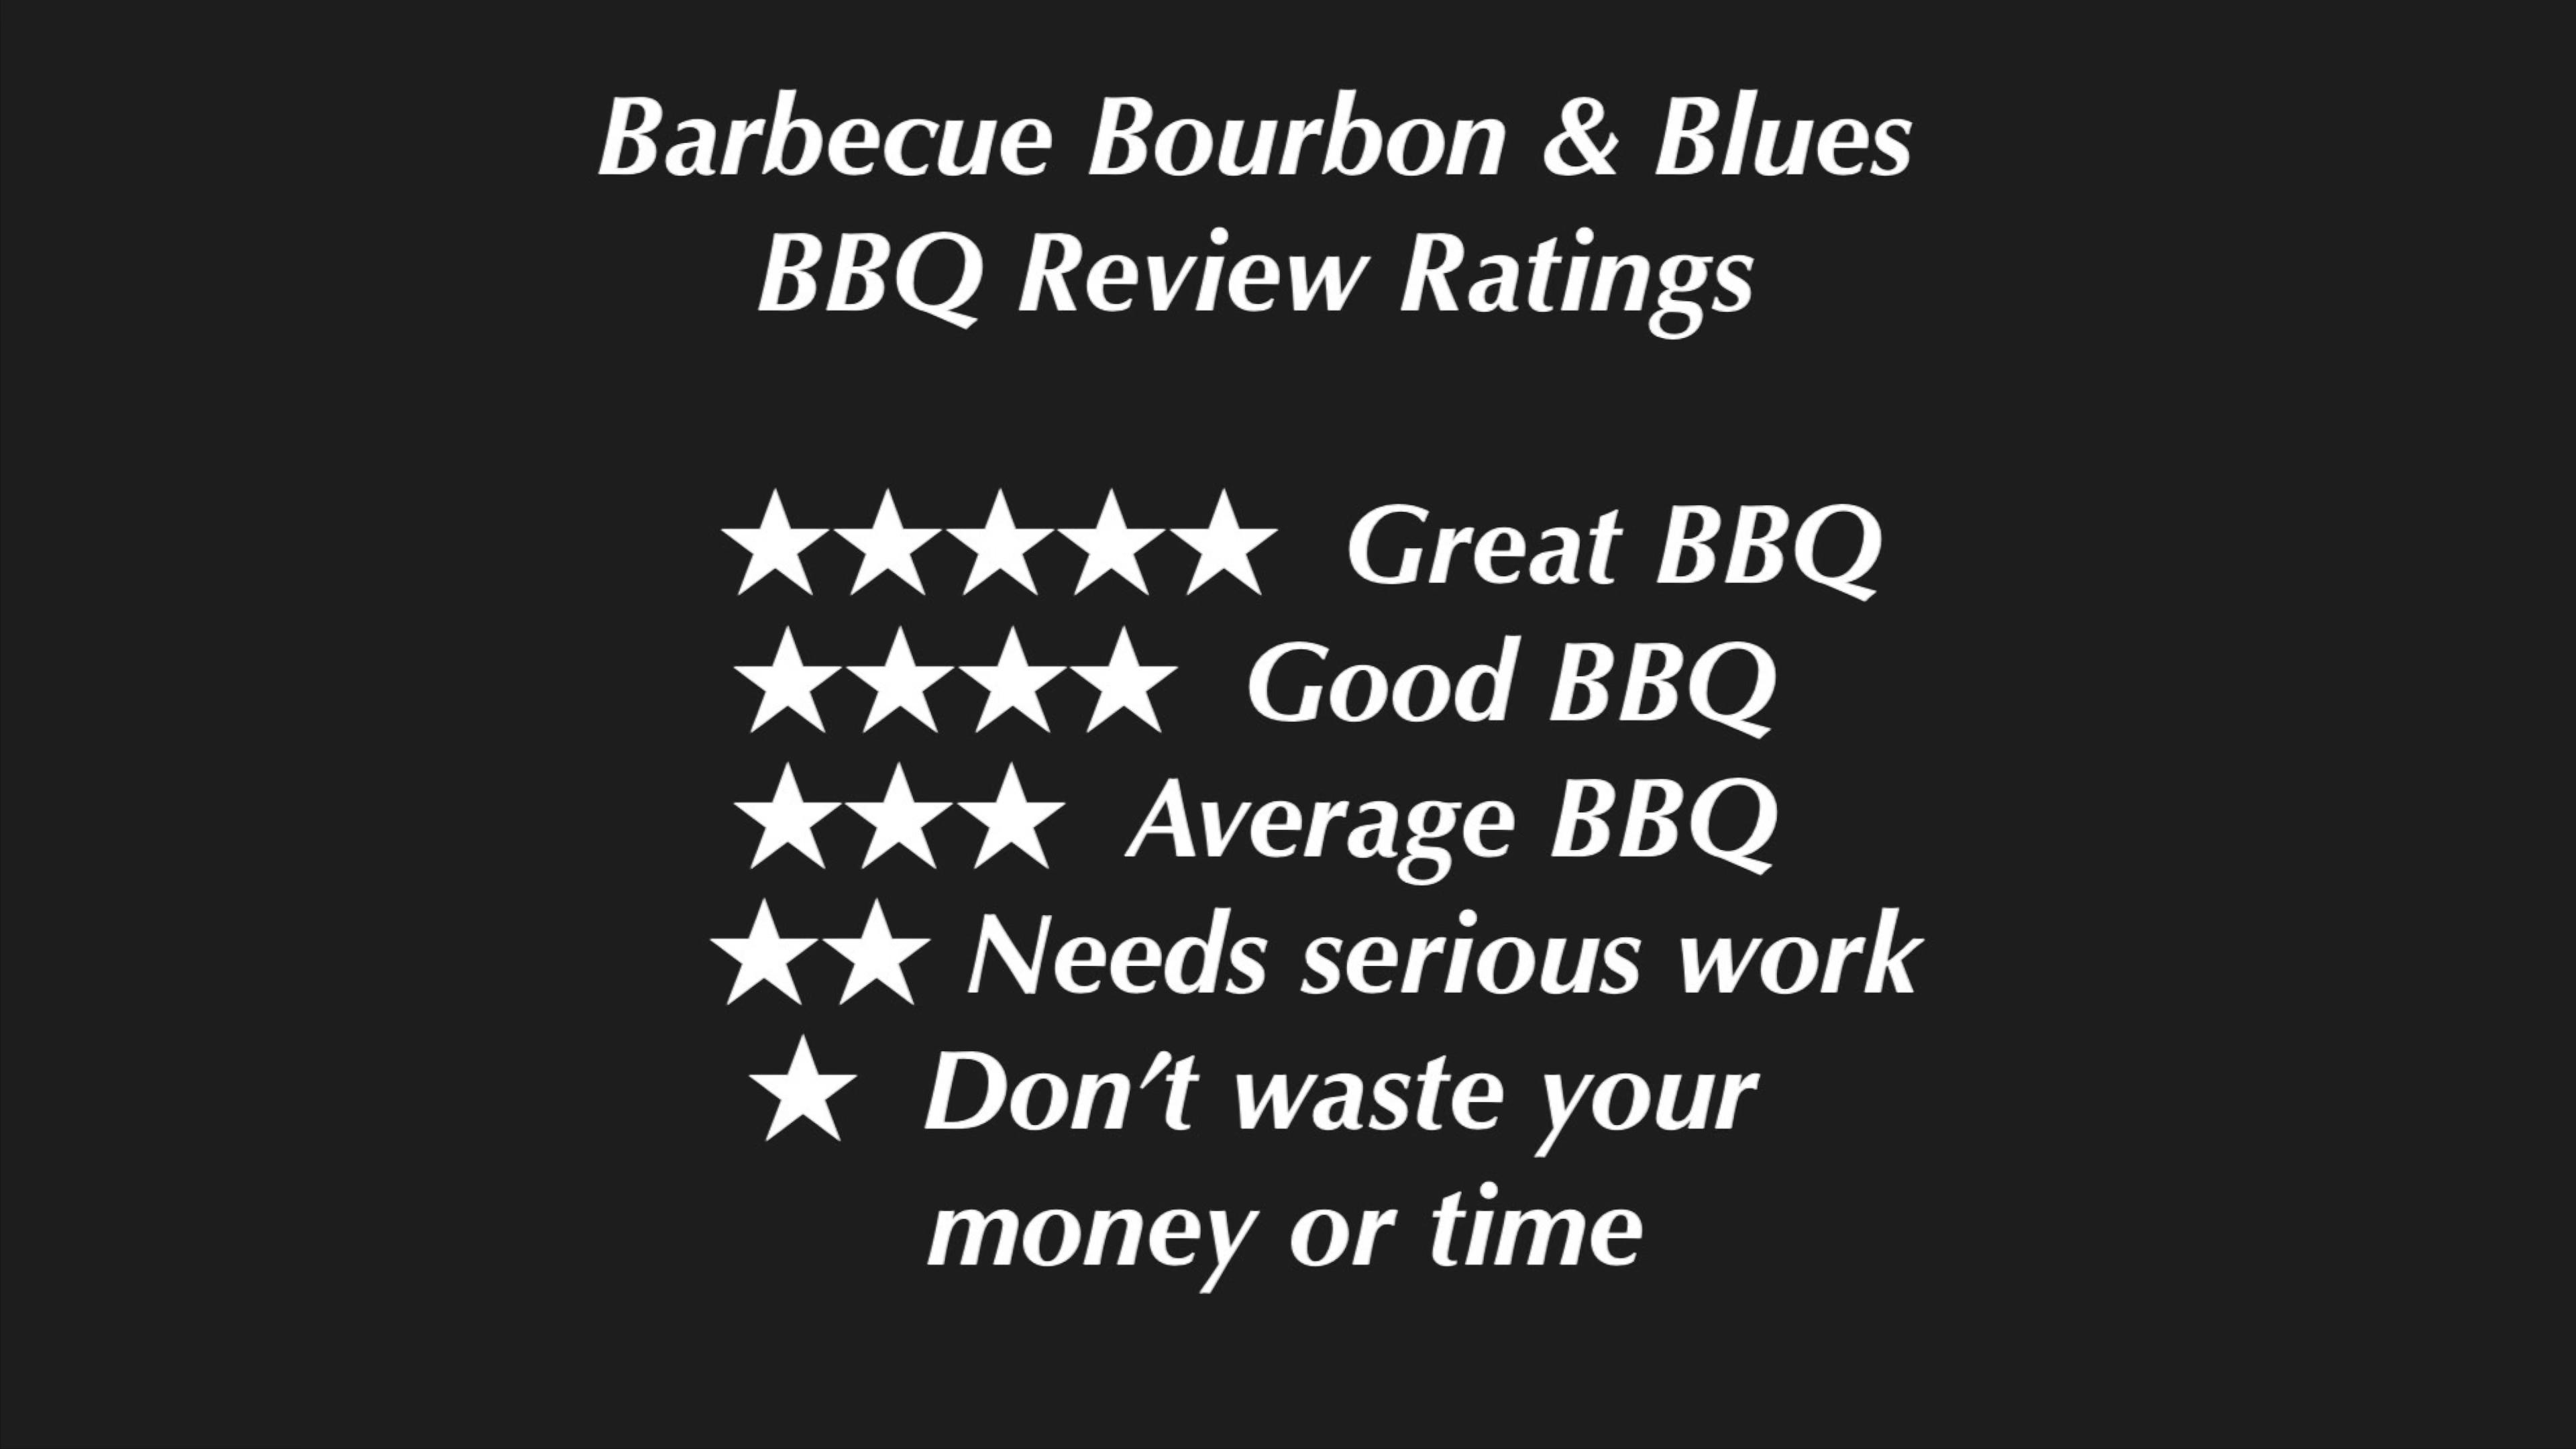 Barbecue Bourbon & Blues
BBQ Review Ratings
★★★★★ Great BBQ
★★★★ Good BBQ
★★★ Average BBQ
★★ Needs serious work
★ Don’t waste your
money or time